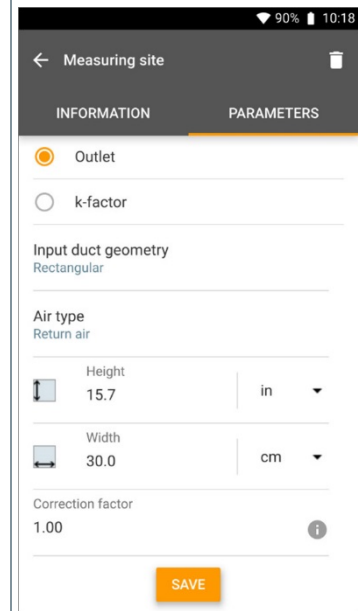 90% 10:18
Measuring site
INFORMATION PARAMETERS
Outlet
k-factor
Input duct geometry
Rectangular
Air type
Return air
Height
15.7 in
Width
30.0 cm
Correction factor
1.00
SAVE